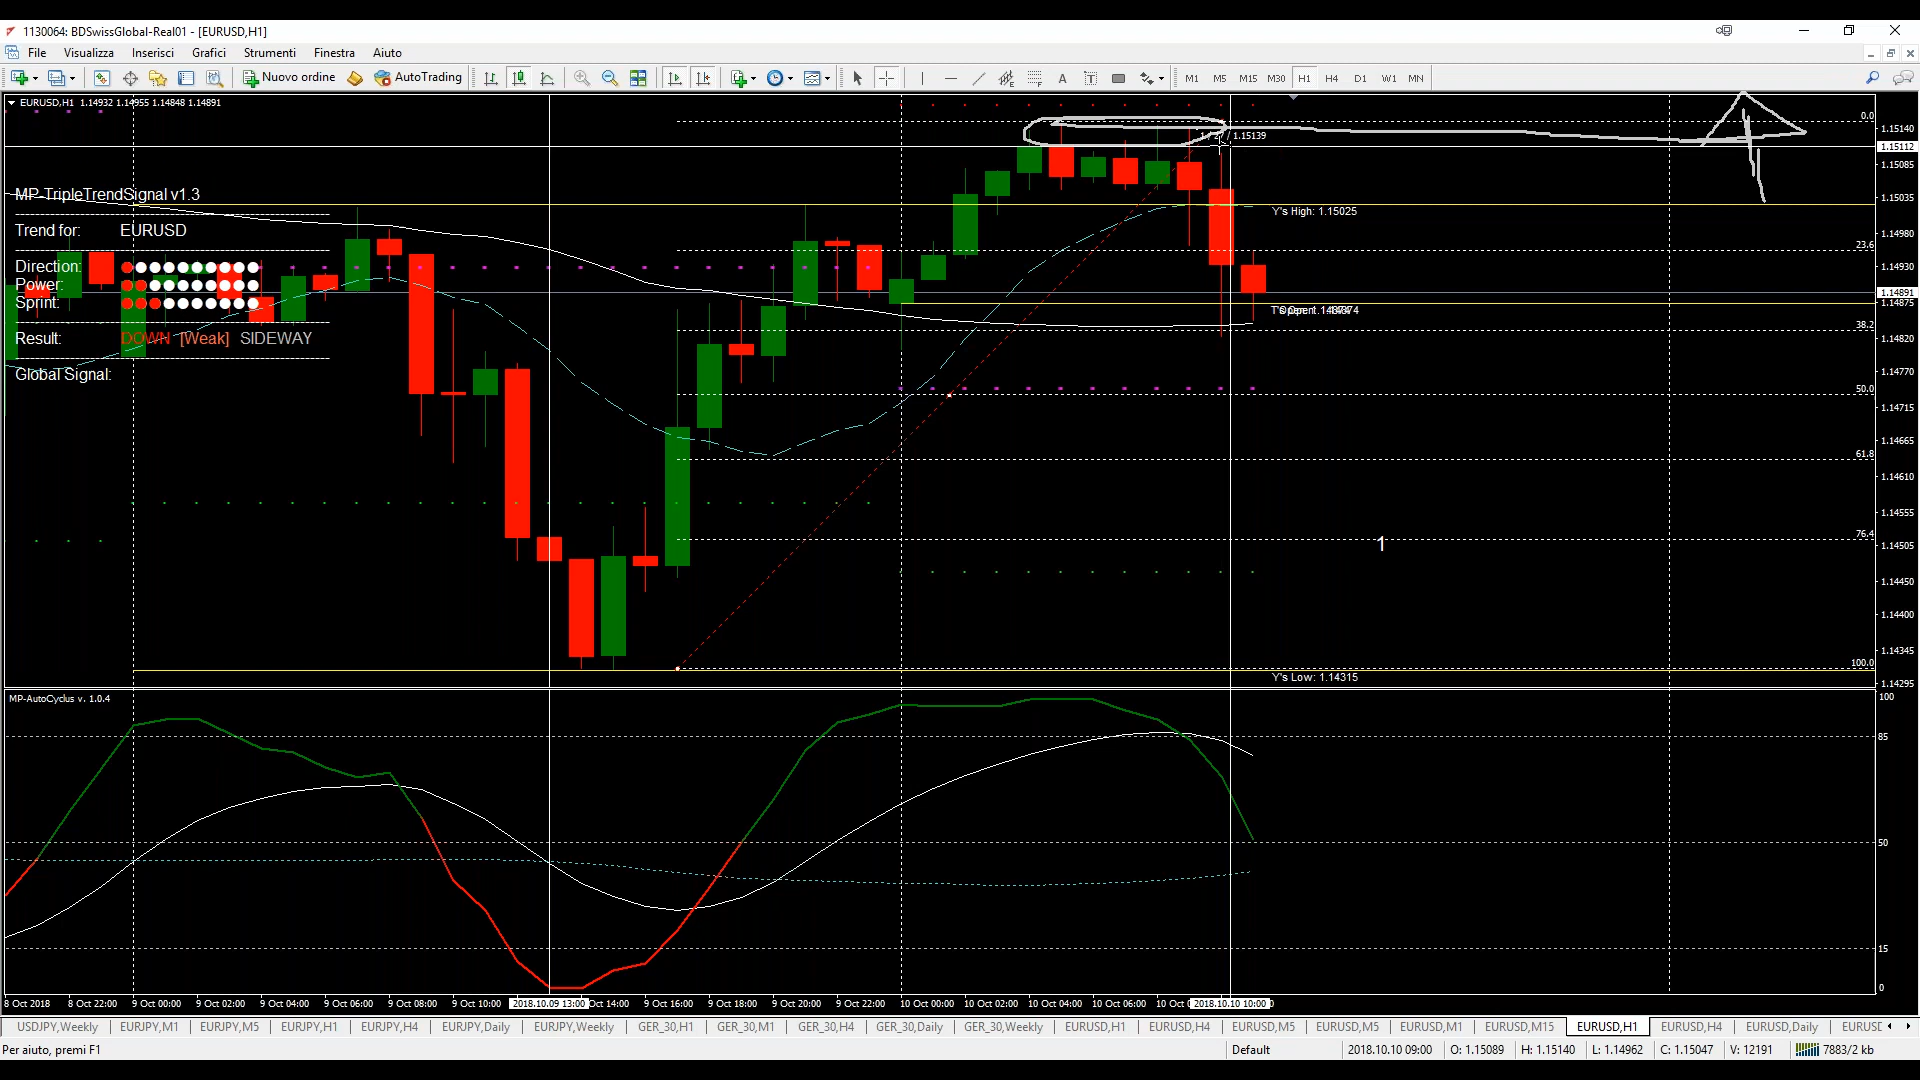 1130064: BDSwissGlobal-Real01 - [EURUSD,H1]
File Visualizza Inserisci Grafici Strumenti Finestra Aiuto
Nuovo ordine AutoTrading A T M1 M5 M15 M30 H1 H4 D1 W1 MN
EURUSD,H1 1.14932 1.14955 1.14848 1.14891
0.0
1.15140
/ 1.15139
1.15112
1.15085
MP-TripleTrendSignal v1.3
1.15035
Y's High: 1.15025
Trend for: EURUSD
1.14980
23.6
Direction:
1.14930
Power:
1.14891
Sprint:
1.14875
38.2
Result: DOWN [Weak] SIDEWAY
1.14820
Global Signal:
1.14770
50.0
1.14715
1.14665
61.8
1.14610
1.14555
76.4
1
1.14505
1.14450
1.14400
1.14345
100.0
Y's Low: 1.14315
1.14295
MP-AutoCyclus v. 1.0.4
100
85
50
15
0
8 Oct 2018 8 Oct 22:00 9 Oct 00:00 9 Oct 02:00 9 Oct 04:00 9 Oct 06:00 9 Oct 08:00 9 Oct 10:00 2018.10.09 13:00 Oct 14:00 9 Oct 16:00 9 Oct 18:00 9 Oct 20:00 9 Oct 22:00 10 Oct 00:00 10 Oct 02:00 10 Oct 04:00 10 Oct 06:00 10 Oct 2018.10.10 10:00
USDJPY,Weekly EURJPY,M1 EURJPY,M5 EURJPY,H1 EURJPY,H4 EURJPY,Daily EURJPY,Weekly GER_30,H1 GER_30,M1 GER_30,H4 GER_30,Daily GER_30,Weekly EURUSD,H1 EURUSD,H4 EURUSD,M5 EURUSD,M5 EURUSD,M1 EURUSD,M15 EURUSD,H1 EURUSD,H4 EURUSD,Daily EURUSD
Per aiuto, premi F1 Default 2018.10.10 09:00 O: 1.15089 H: 1.15140 L: 1.14962 C: 1.15047 V: 12191 7883/2 kb